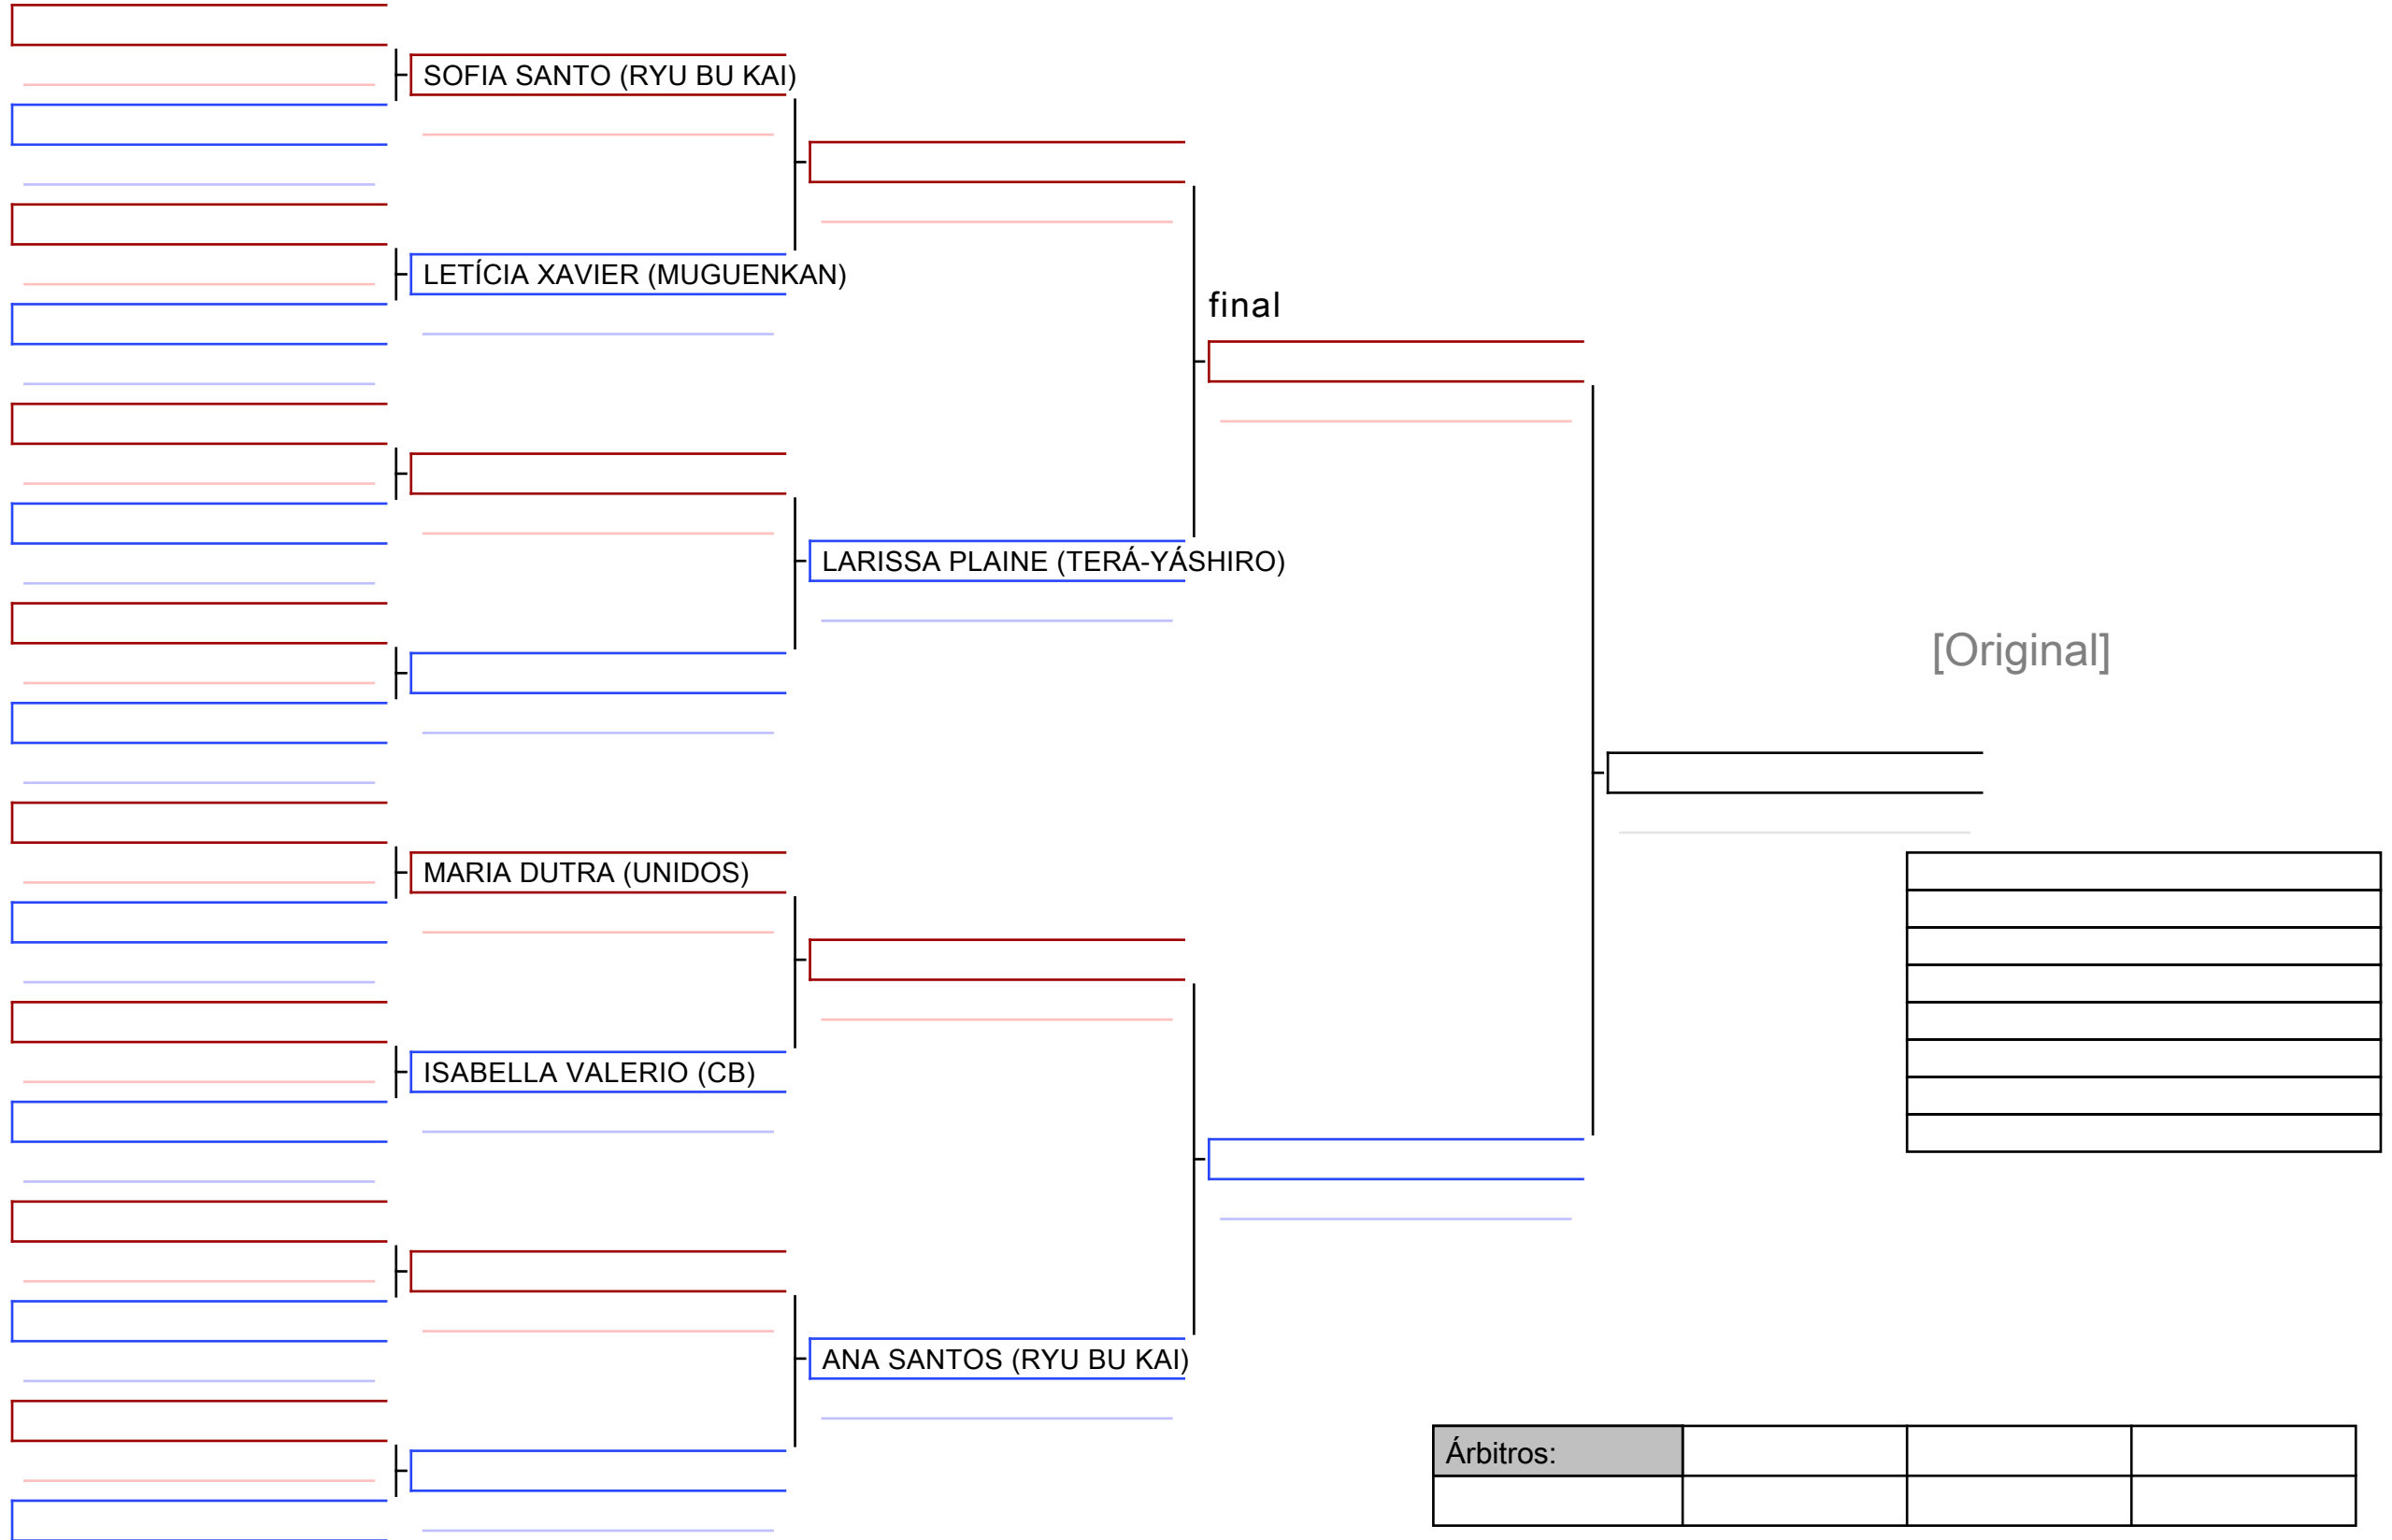 SOFIA SANTO (RYU BU KAI)
LETÍCIA XAVIER (MUGUENKAN)
final
LARISSA PLAINE (TERÁ-YÁSHIRO)
[Original]
MARIA DUTRA (UNIDOS)
ISABELLA VALERIO (CB)
ANA SANTOS (RYU BU KAI)
Árbitros: